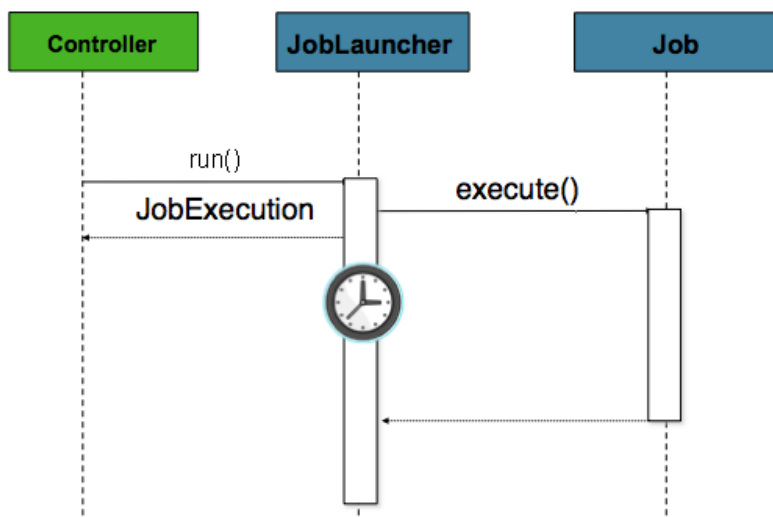 Controller
JobLauncher
Job
run()
execute()
JobExecution